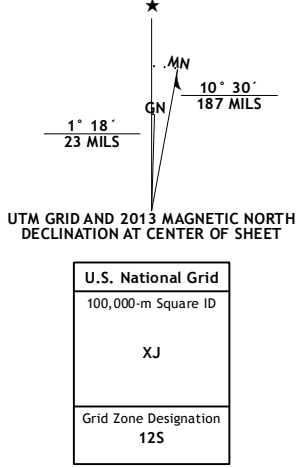 ★
MN
GN
10° 30´
187 MILS
1° 18´
23 MILS
UTM GRID AND 2013 MAGNETIC NORTH
DECLINATION AT CENTER OF SHEET
U.S. National Grid
100,000-m Square ID
XJ
Grid Zone Designation
12S